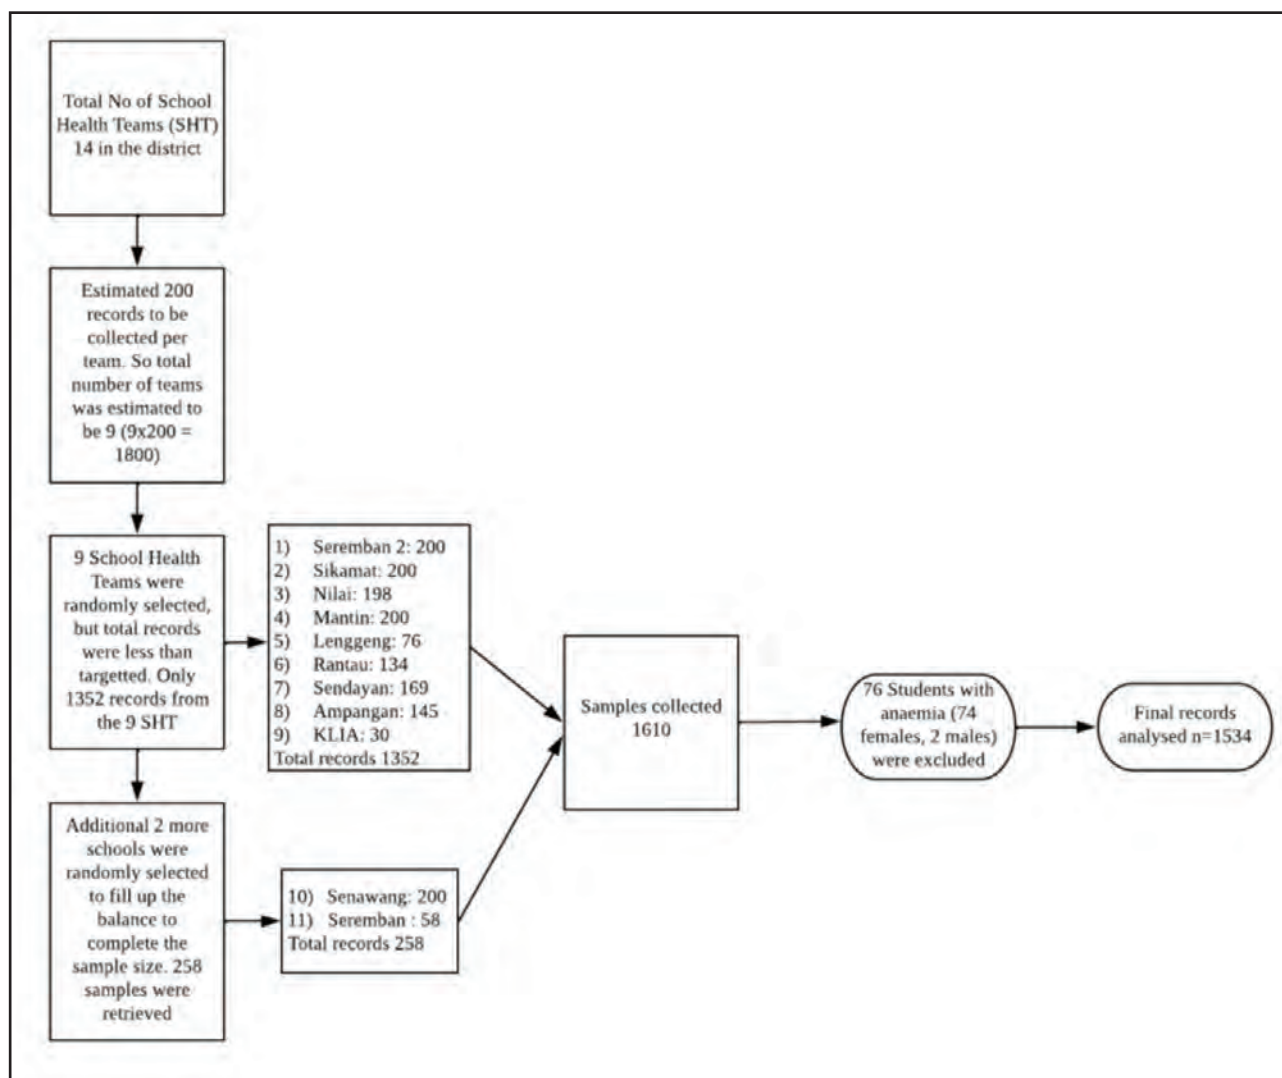 Total No of School
Health Teams (SHT)
14 in the district
Estimated 200
records to be
collected per
team. So total
number of teams
was estimated to
be 9 (9x200 =
1800)
9 School Health
Teams were
randomly selected,
but total records
were less than
targetted. Only
1352 records from
the 9 SHT
1) Seremban 2: 200
2) Sikamat: 200
3) Nilai: 198
4) Mantin: 200
5) Lenggeng: 76
6) Rantau: 134
7) Sendayan: 169
8) Ampangan: 145
9) KLIA: 30
Total records 1352
Additional 2 more
schools were
randomly selected
to fill up the
balance to
complete the
sample size. 258
samples were
retrieved
10) Senawang: 200
11) Seremban : 58
Total records 258
Samples collected
1610
76 Students with
anaemia (74
females, 2 males)
were excluded
Final records
analysed n=1534